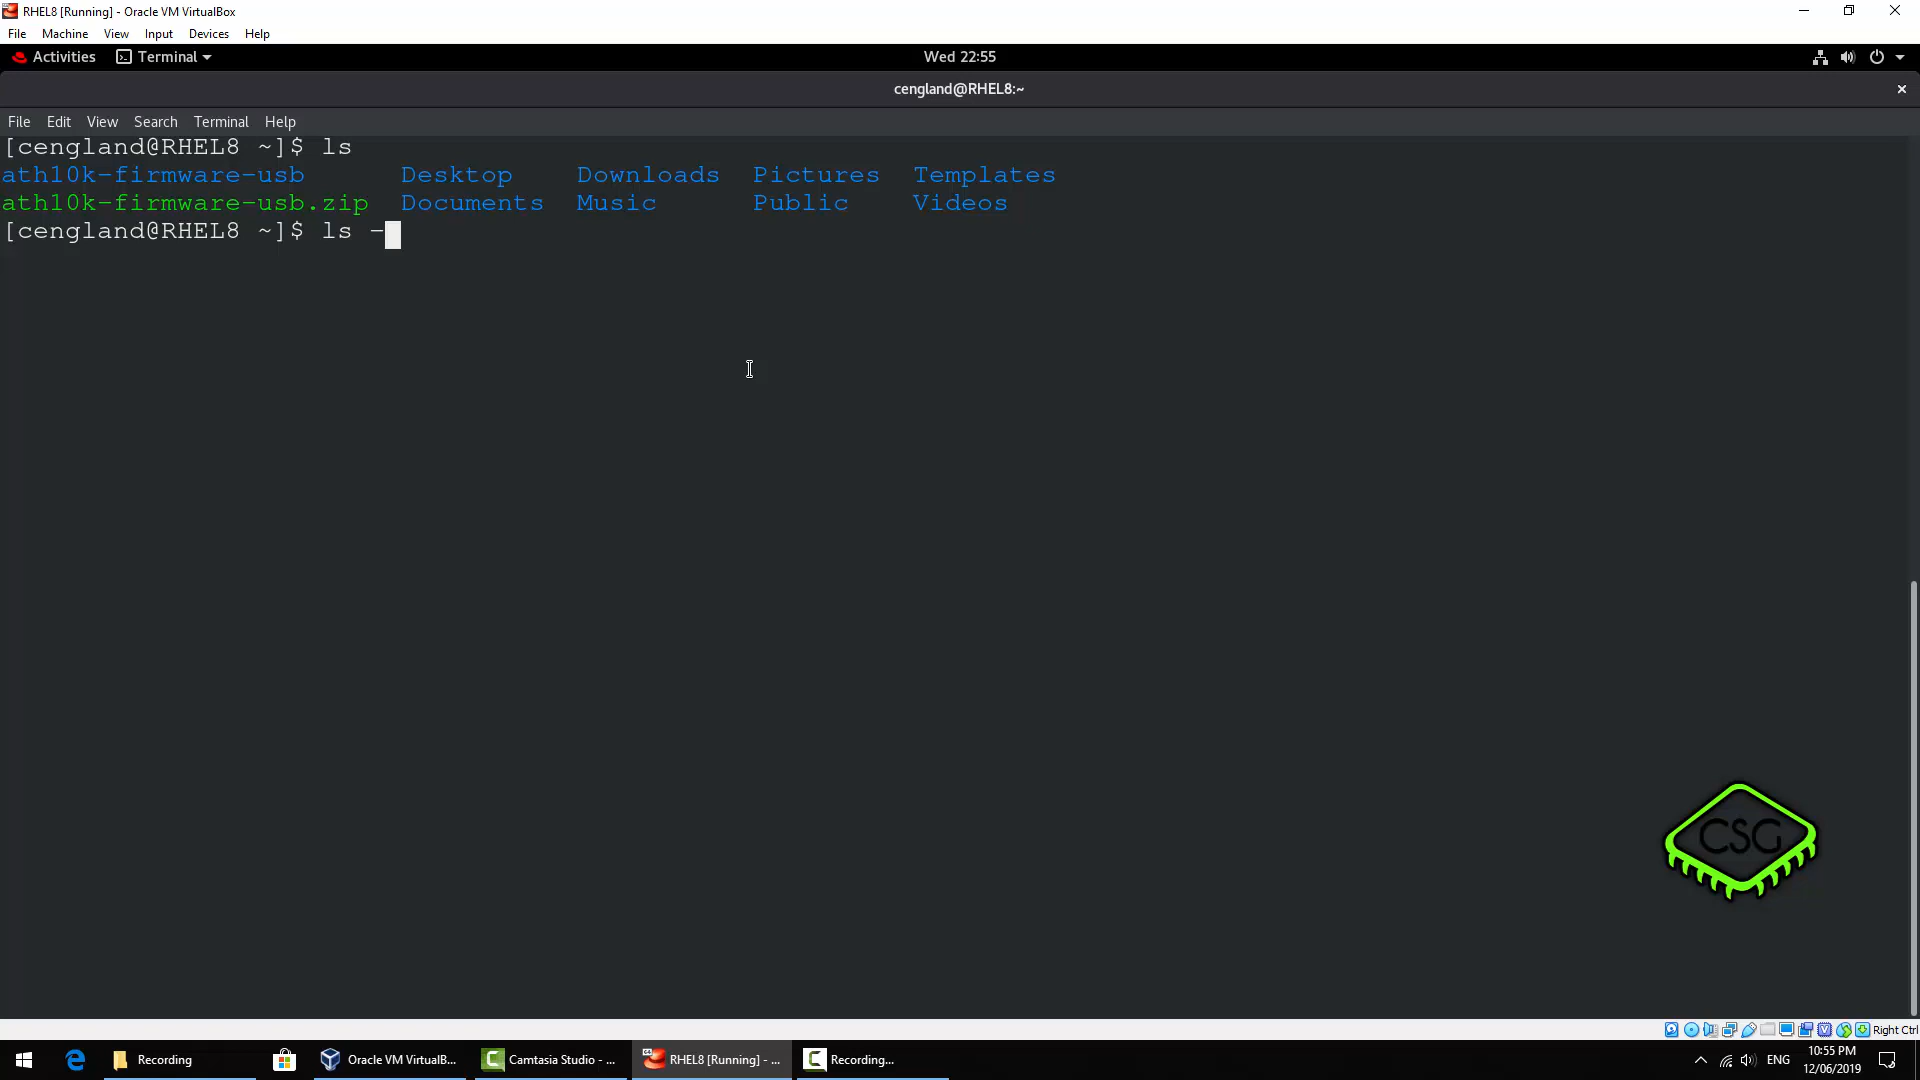 RHEL8 [Running] - Oracle VM VirtualBox
File Machine View Input Devices Help
Activities Terminal Wed 22:55
cengland@RHEL8:~
File Edit View Search Terminal Help
[cengland@RHEL8 ~]$ ls
ath10k-firmware-usb Desktop Downloads Pictures Templates
ath10k-firmware-usb.zip Documents Music Public Videos
[cengland@RHEL8 ~]$ ls -
CSG
Right Ctrl
Recording Oracle VM VirtualB... Camtasia Studio - ... RHEL8 [Running] - ... Recording... ENG 10:55 PM
12/06/2019